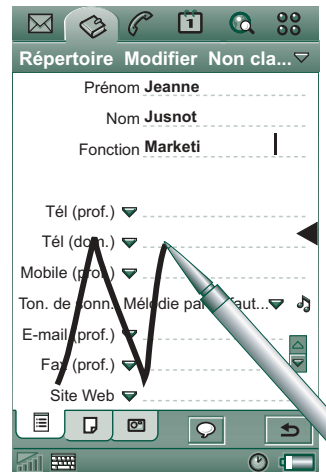 Répertoire Modifier Non cla...
Prénom Jeanne
Nom Jusnot
Fonction Marketi
Tél (prof.)
Tél (dom.)
Mobile (prof.)
Ton. de sonn. Mélodie par défaut...
E-mail (prof.)
Fax (prof.)
Site Web